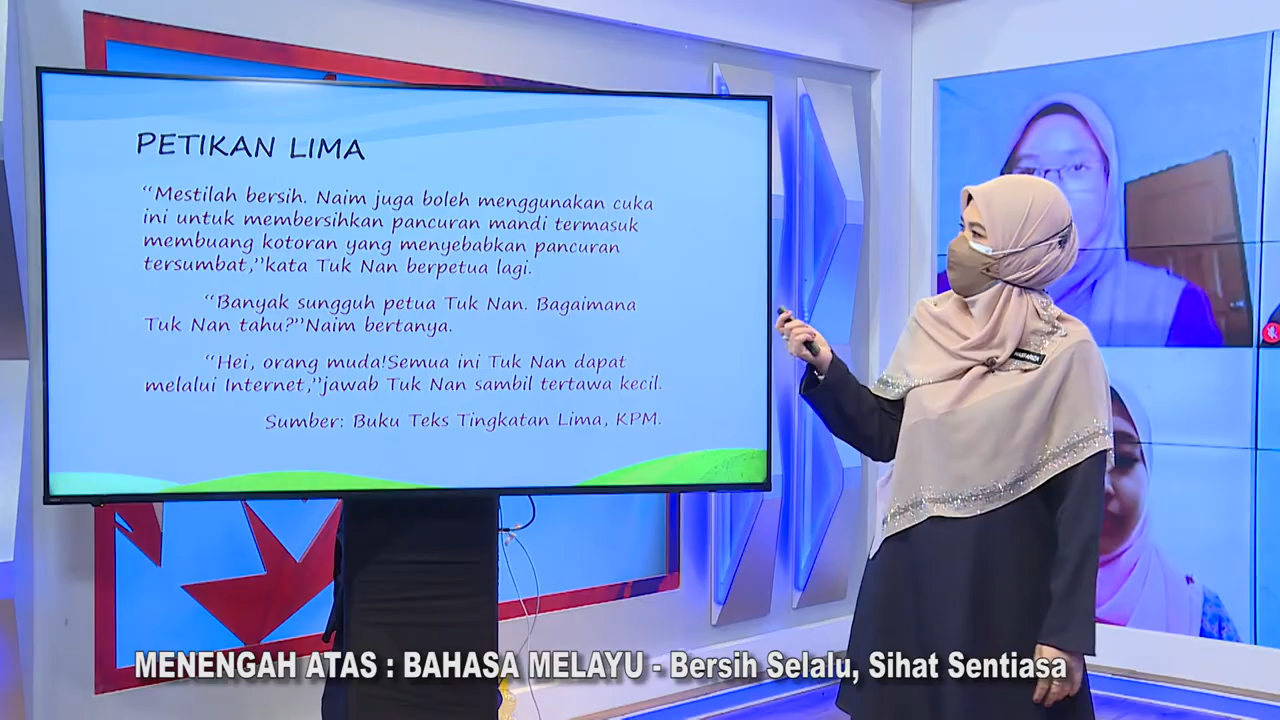 PETIKAN LIMA
“Mestilah bersih. Naim juga boleh menggunakan cuka
ini untuk membersihkan pancuran mandi termasuk
membuang kotoran yang menyebabkan pancuran
tersumbat,”kata Tuk Nan berpetua lagi.
“Banyak sungguh petua Tuk Nan. Bagaimana
Tuk Nan tahu?”Naim bertanya.
“Hei, orang muda!Semua ini Tuk Nan dapat
melalui Internet,”jawab Tuk Nan sambil tertawa kecil.
Sumber: Buku Teks Tingkatan Lima, KPM.
MENENGAH ATAS : BAHASA MELAYU - Bersih Selalu, Sihat Sentiasa